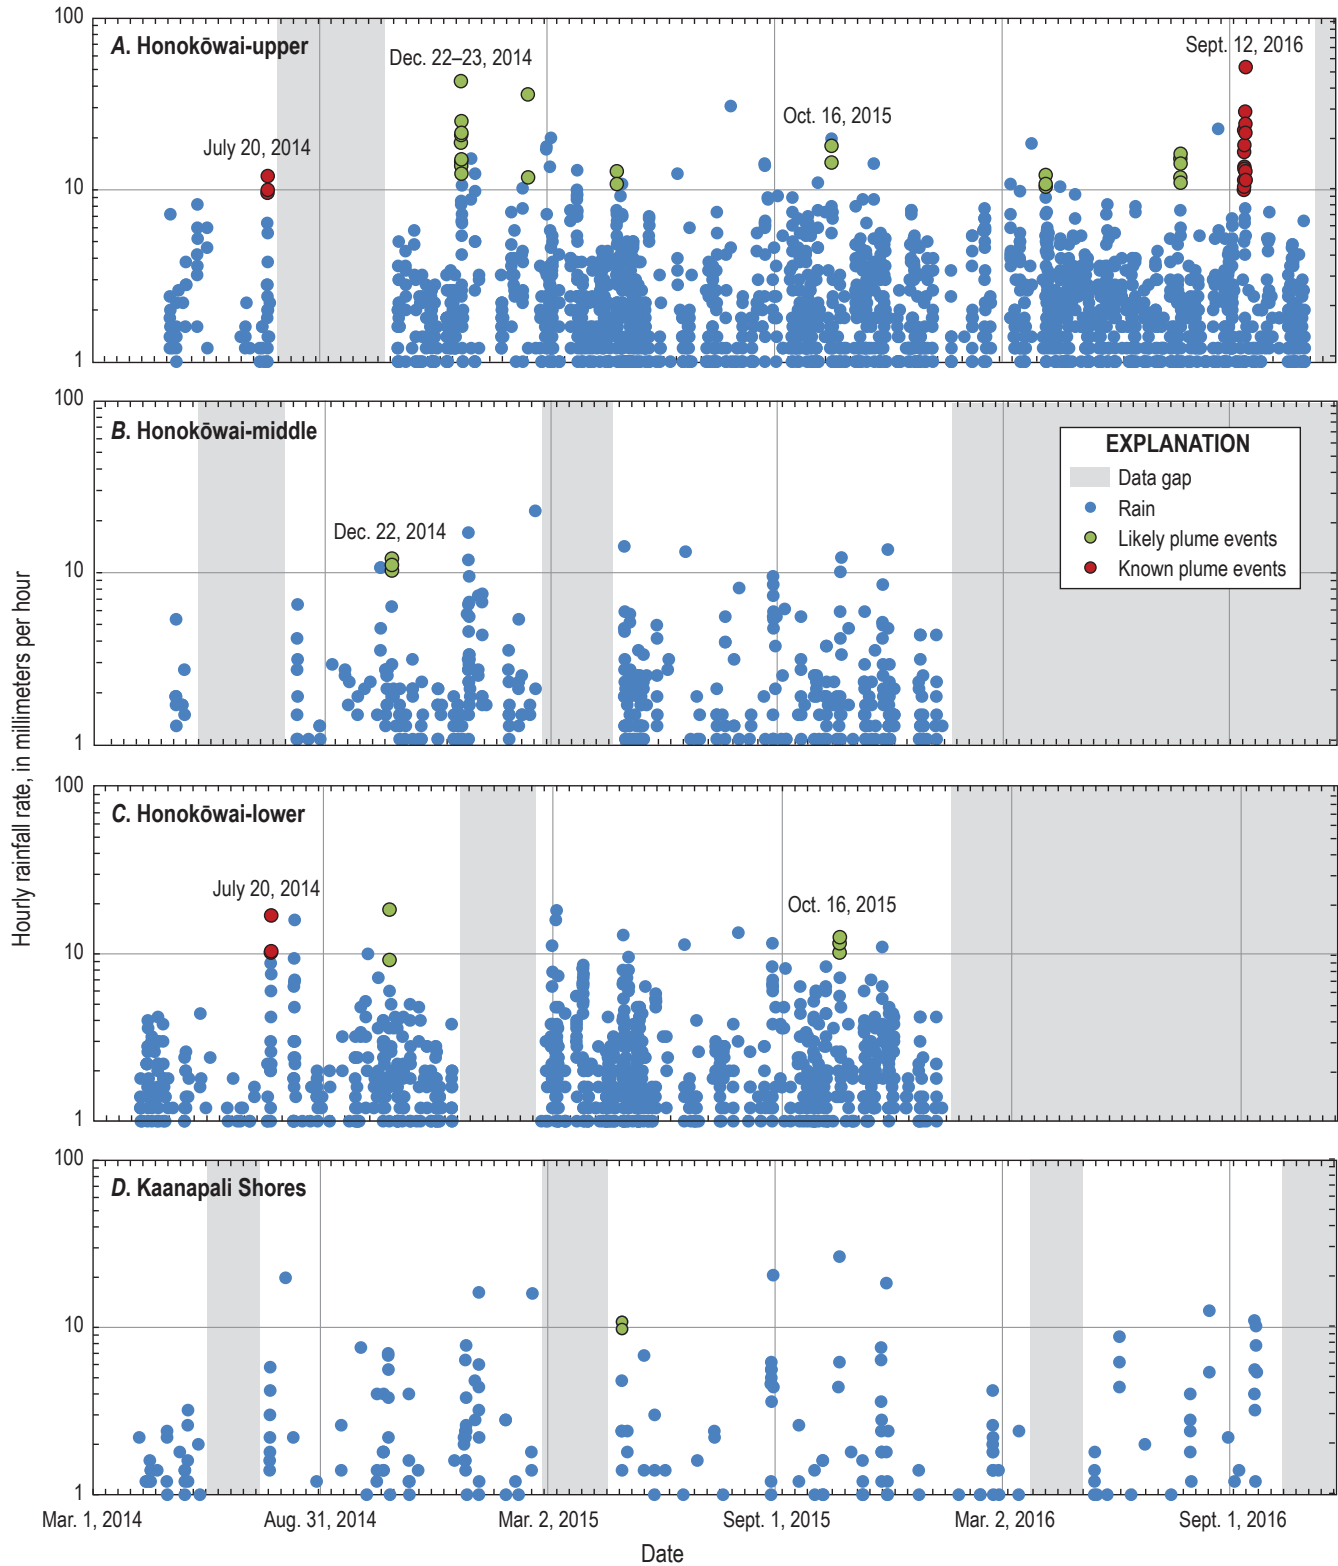 100
10
1
A. Honokōwai-upper
July 20, 2014
Dec. 22–23, 2014
Oct. 16, 2015
Sept. 12, 2016
100
10
1
B. Honokōwai-middle
Dec. 22, 2014
EXPLANATION
Data gap
Rain
Likely plume events
Known plume events
100
10
1
C. Honokōwai-lower
July 20, 2014
Oct. 16, 2015
100
10
1
D. Kaanapali Shores
Hourly rainfall rate, in millimeters per hour
Mar. 1, 2014
Aug. 31, 2014
Mar. 2, 2015
Sept. 1, 2015
Mar. 2, 2016
Sept. 1, 2016
Date